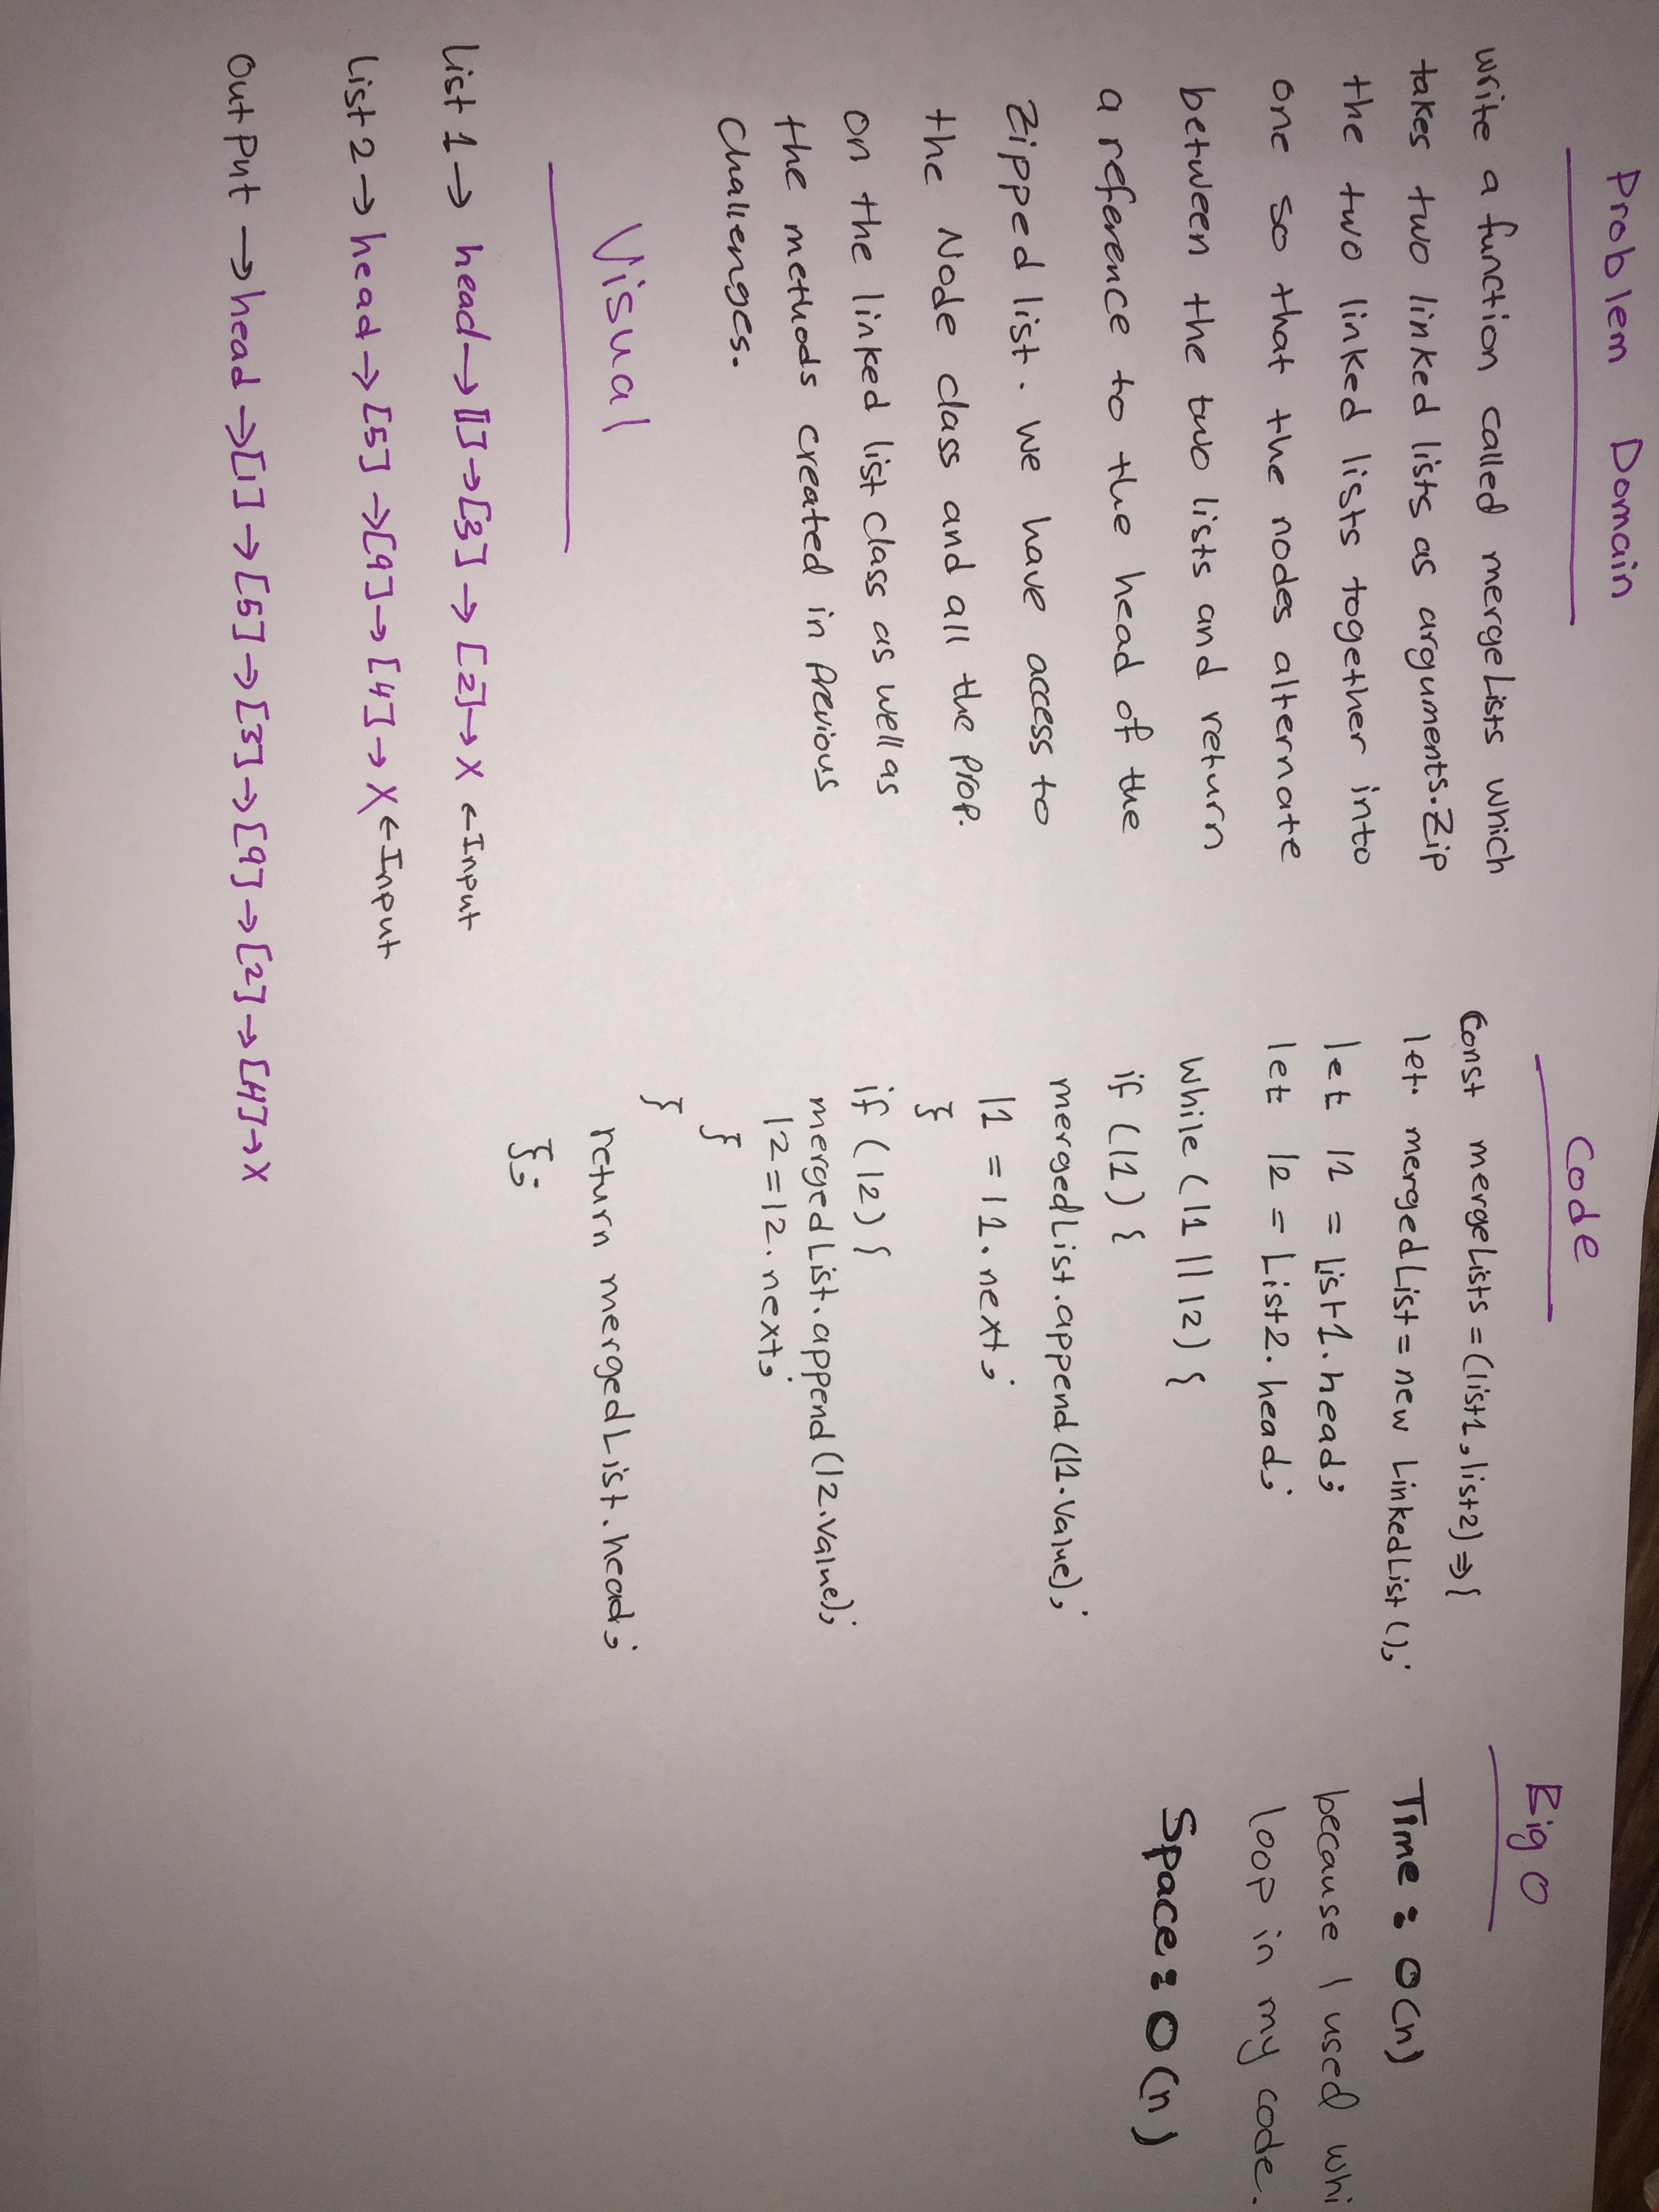 Problem Domain
write a function called mergeLists which
takes two linked lists as arguments. Zip
the two linked lists together into
one so that the nodes alternate
between the two lists and return
a reference to the head of the
Zipped list. we have access to
the Node class and all the prop.
on the linked list class as well as
the methods created in previous
challenges.
Visual
List 1 → head → [1] → [3] → [2] → X ← Input
List 2 → head → [5] → [9] → [4] → X ← Input
OutPut → head → [1] → [5] → [3] → [9] → [2] → [4] → X
Code
const mergeLists = (list1, list2) => {
let mergedList = new LinkedList();
let l1 = list1.head;
let l2 = List2.head;
while (l1 || l2) {
if (l1) {
mergedList.append(l1.value);
l1 = l1.next;
}
if (l2) {
mergedList.append(l2.value);
l2 = l2.next;
}
}
return mergedList.head;
};
Big O
Time: O(n)
because I used whi
loop in my code.
Space: O(n)